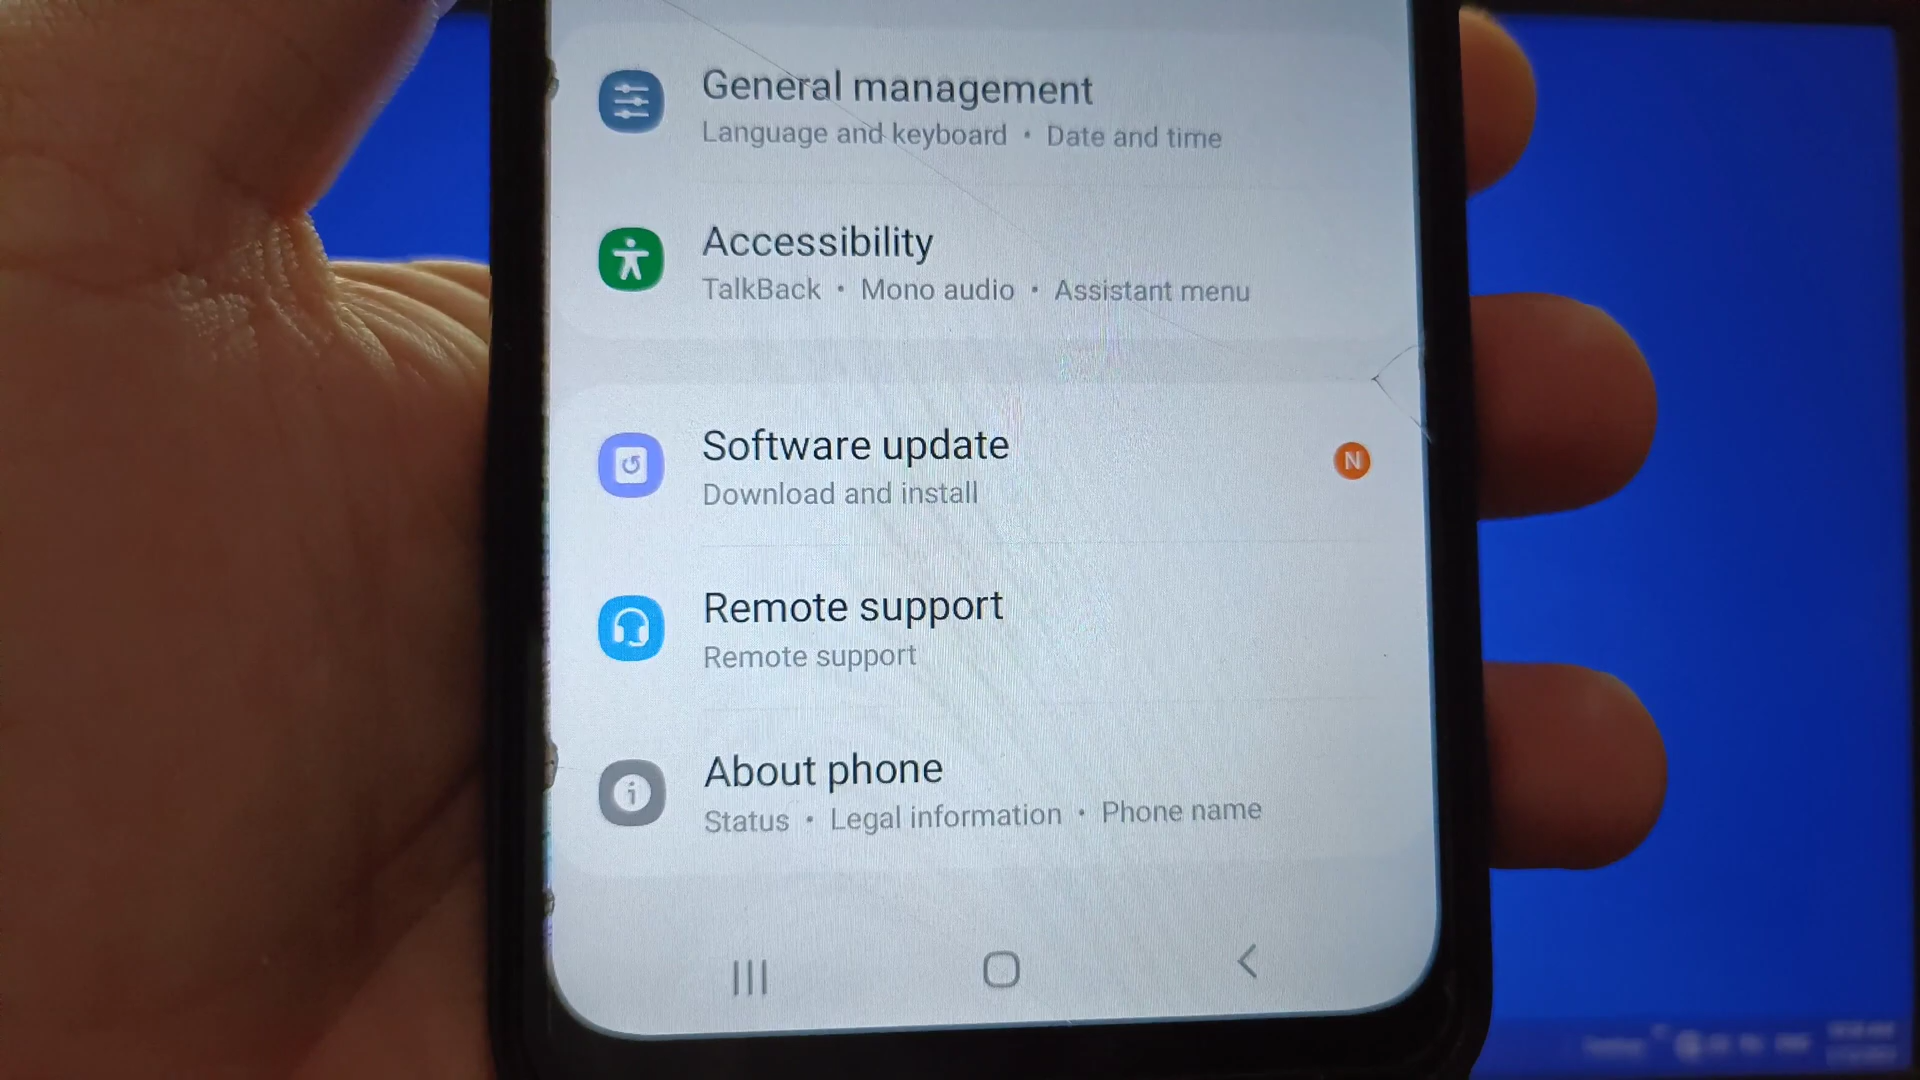 General management
Language and keyboard • Date and time
Accessibility
TalkBack • Mono audio • Assistant menu
Software update
N
Download and install
Remote support
Remote support
About phone
Status • Legal information • Phone name